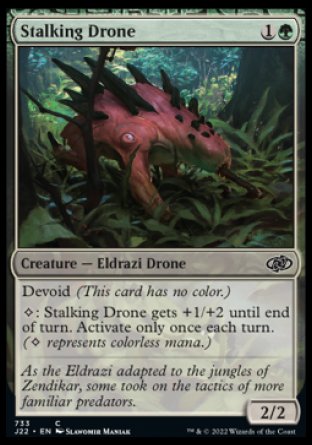 Stalking Drone 1
Creature — Eldrazi Drone
Devoid (This card has no color.)
◇: Stalking Drone gets +1/+2 until end
of turn. Activate only once each turn.
(◇ represents colorless mana.)
As the Eldrazi adapted to the jungles of
Zendikar, some took on the tactics of more
familiar predators.
2/2
733 C
J22 • EN SLAWOMIR MANIAK
™ & © 2022 Wizards of the Coast